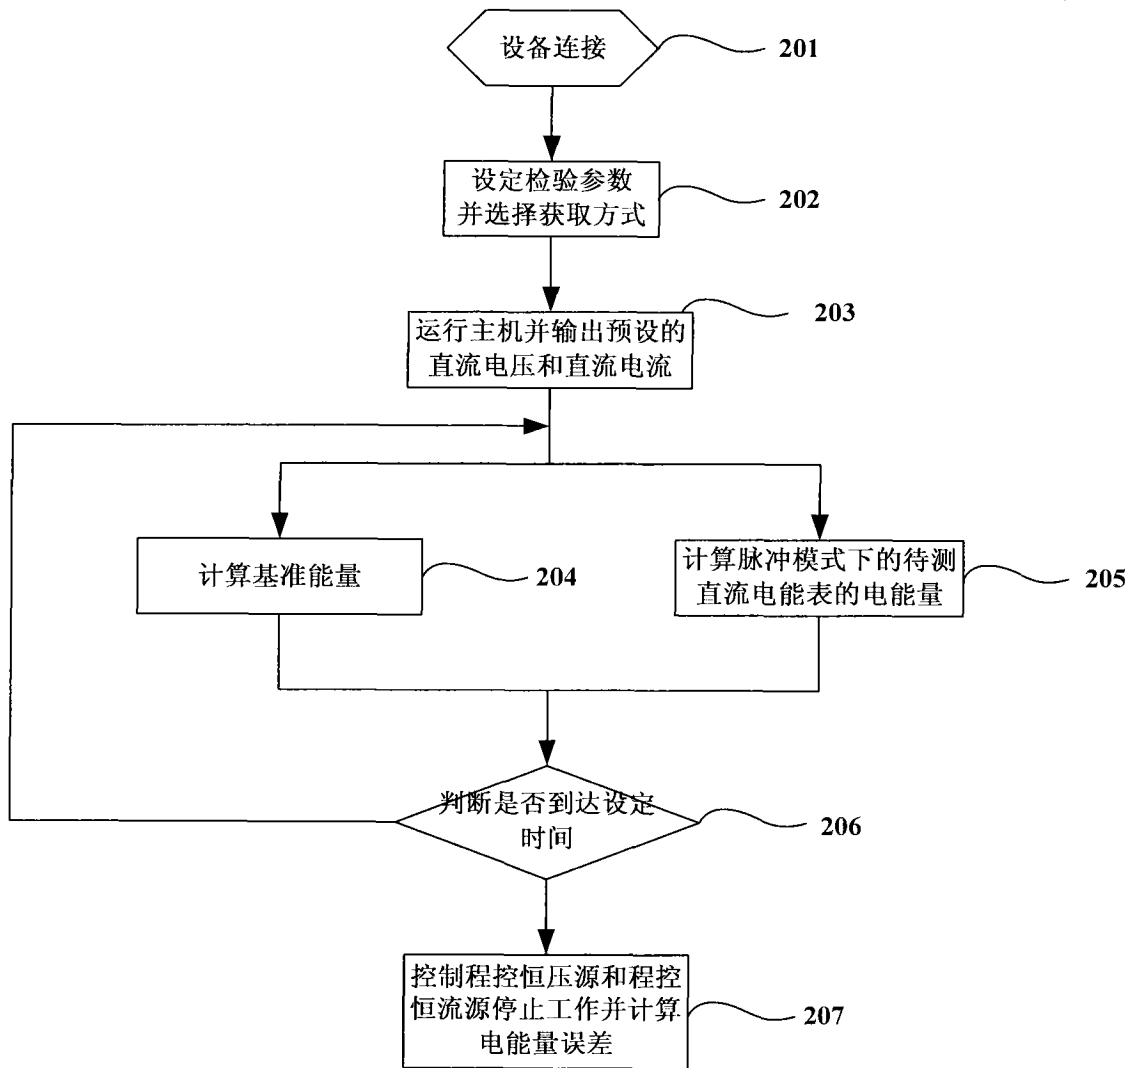 设备连接
201
设定检验参数
并选择获取方式
202
运行主机并输出预设的
直流电压和直流电流
203
计算基准能量
204
计算脉冲模式下的待测
直流电能表的电能量
205
判断是否到达设定
时间
206
控制程控恒压源和程控
恒流源停止工作并计算
电能量误差
207